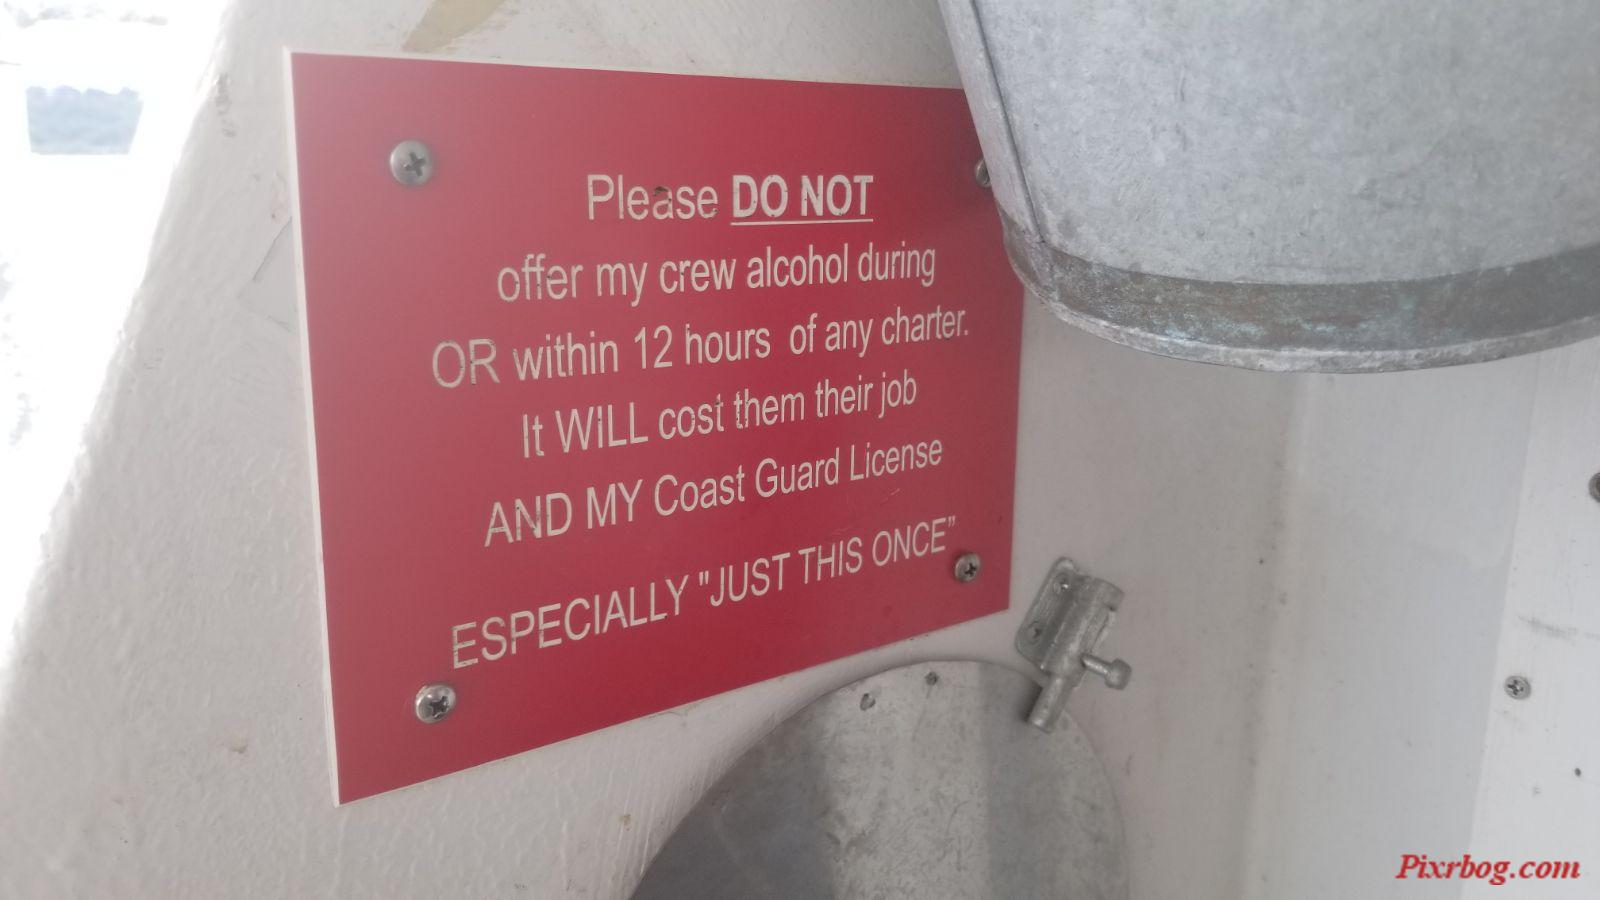 Please DO NOT
offer my crew alcohol during
OR within 12 hours of any charter.
It WILL cost them their job
AND MY Coast Guard License
ESPECIALLY "JUST THIS ONCE"
Pixrbog.com